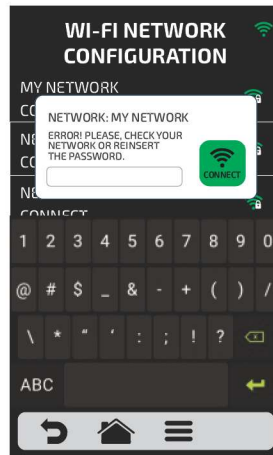 WI-FI NETWORK
CONFIGURATION
MY NETWORK
NETWORK: MY NETWORK
ERROR! PLEASE, CHECK YOUR
NETWORK OR REINSERT
THE PASSWORD.
CONNECT
CONNECT
1 2 3 4 5 6 7 8 9 0
@ # $ _ & - + ( ) /
\ * " ' : ; ! ?
ABC